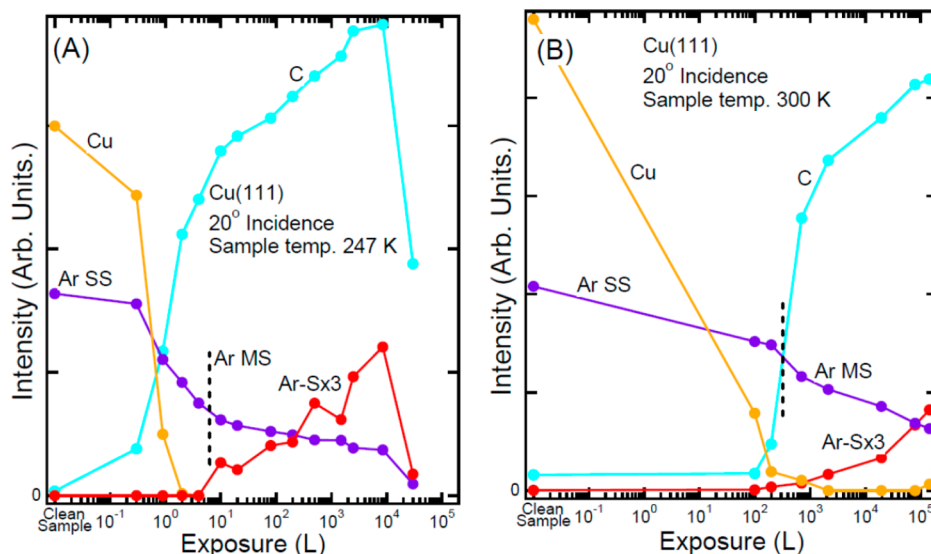 (A)
Cu
C
Cu(111)
20° Incidence
Sample temp. 247 K
Ar SS
Ar MS
Ar-Sx3
Intensity (Arb. Units.)
0
Clean
Sample
10⁻¹ 10⁰ 10¹ 10² 10³ 10⁴ 10⁵
Exposure (L)
(B)
Cu(111)
20° Incidence
Sample temp. 300 K
Cu
C
Ar SS
Ar MS
Ar-Sx3
Intensity (Arb. Units.)
0
Clean
Sample
10⁻¹ 10⁰ 10¹ 10² 10³ 10⁴ 10⁵
Exposure (L)